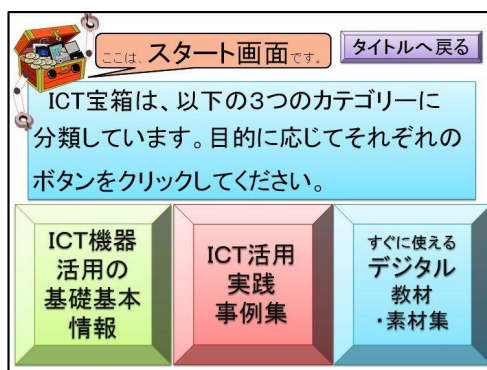 ここは、スタート画面です。
タイトルへ戻る
ICT宝箱は、以下の3つのカテゴリーに
分類しています。目的に応じてそれぞれの
ボタンをクリックしてください。
ICT機器
活用の
基礎基本
情報
ICT活用
実践
事例集
すぐに使える
デジタル
教材
・素材集